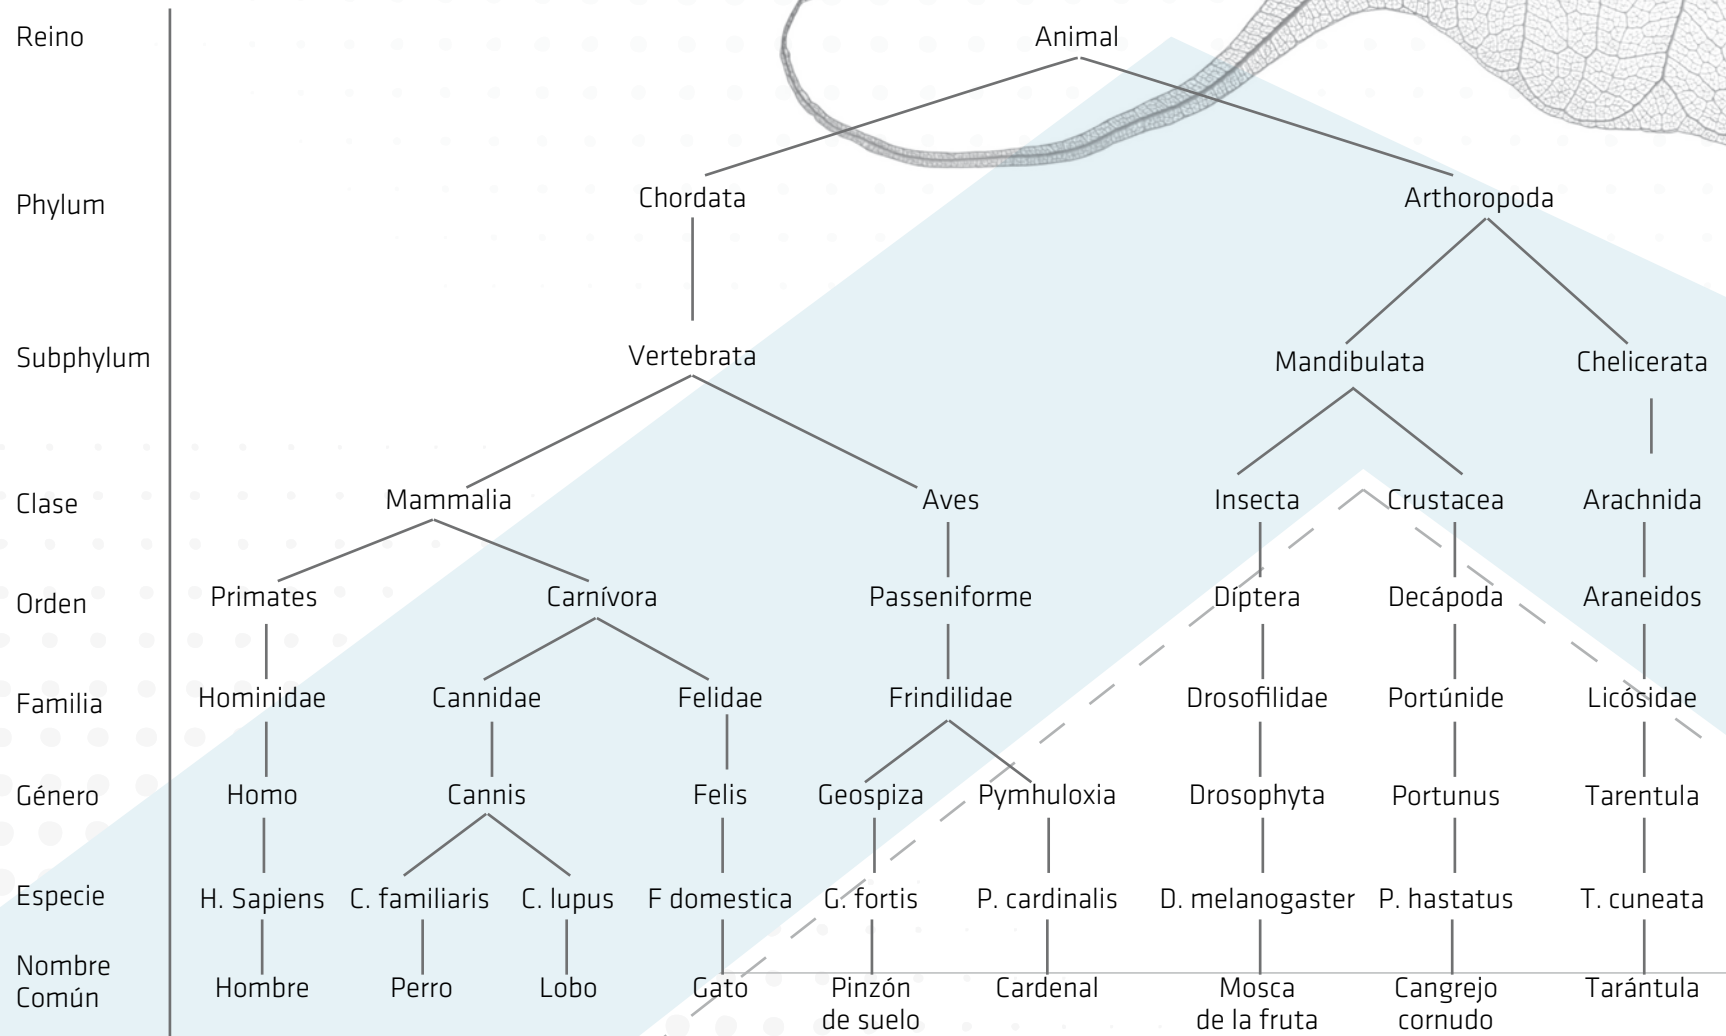 Reino Animal
Phylum Chordata Arthoropoda
Subphylum Vertebrata Mandibulata Chelicerata
Clase Mammalia Aves Insecta Crustacea Arachnida
Orden Primates Carnívora Passeniforme Díptera Decápoda Araneidos
Familia Hominidae Cannidae Felidae Frindilidae Drosofilidae Portúnide Licósidae
Género Homo Cannis Felis Geospiza Pymhuloxia Drosophyta Portunus Tarentula
Especie H. Sapiens C. familiaris C. lupus F domestica G. fortis P. cardinalis D. melanogaster P. hastatus T. cuneata
Nombre
Común Hombre Perro Lobo Gato Pinzón Cardenal Mosca Cangrejo Tarántula
de suelo de la fruta cornudo